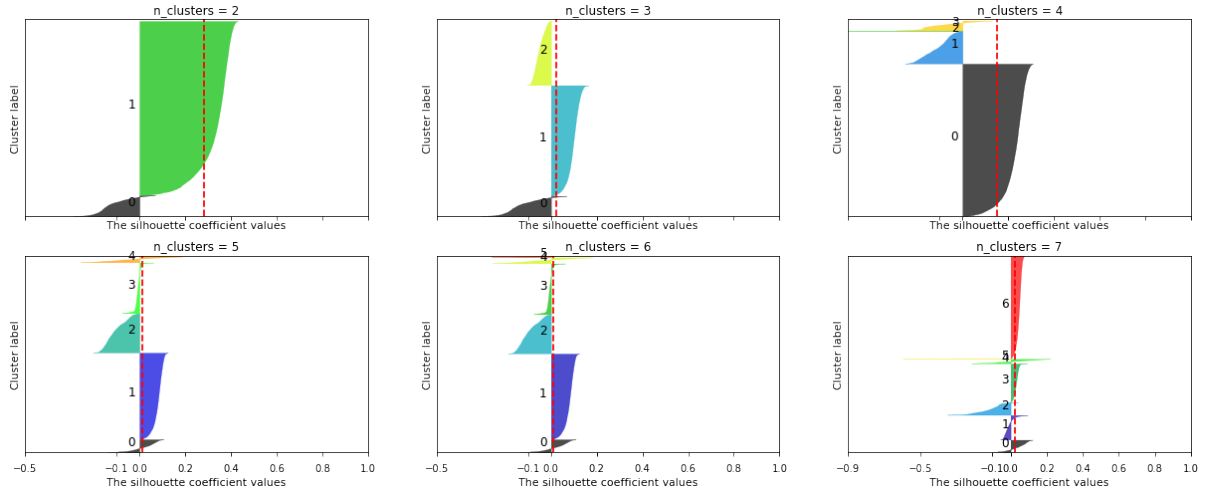 n_clusters = 2
Cluster label
1
0
The silhouette coefficient values
n_clusters = 3
Cluster label
2
1
0
The silhouette coefficient values
n_clusters = 4
Cluster label
3
2
1
0
The silhouette coefficient values
n_clusters = 5
Cluster label
4
3
2
1
0
−0.5 −0.1 0.0 0.2 0.4 0.6 0.8 1.0
The silhouette coefficient values
n_clusters = 6
Cluster label
5
4
3
2
1
0
−0.5 −0.1 0.0 0.2 0.4 0.6 0.8 1.0
The silhouette coefficient values
n_clusters = 7
Cluster label
6
5
4
3
2
1
0
−0.9 −0.5 −0.1 0.0 0.2 0.4 0.6 0.8 1.0
The silhouette coefficient values